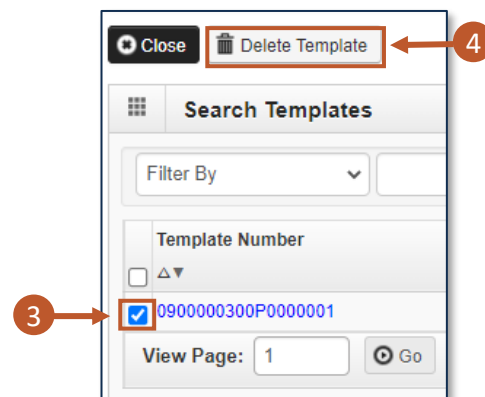 Close Delete Template 4
Search Templates
Filter By
Template Number
3 0900000300P0000001
View Page: 1 Go